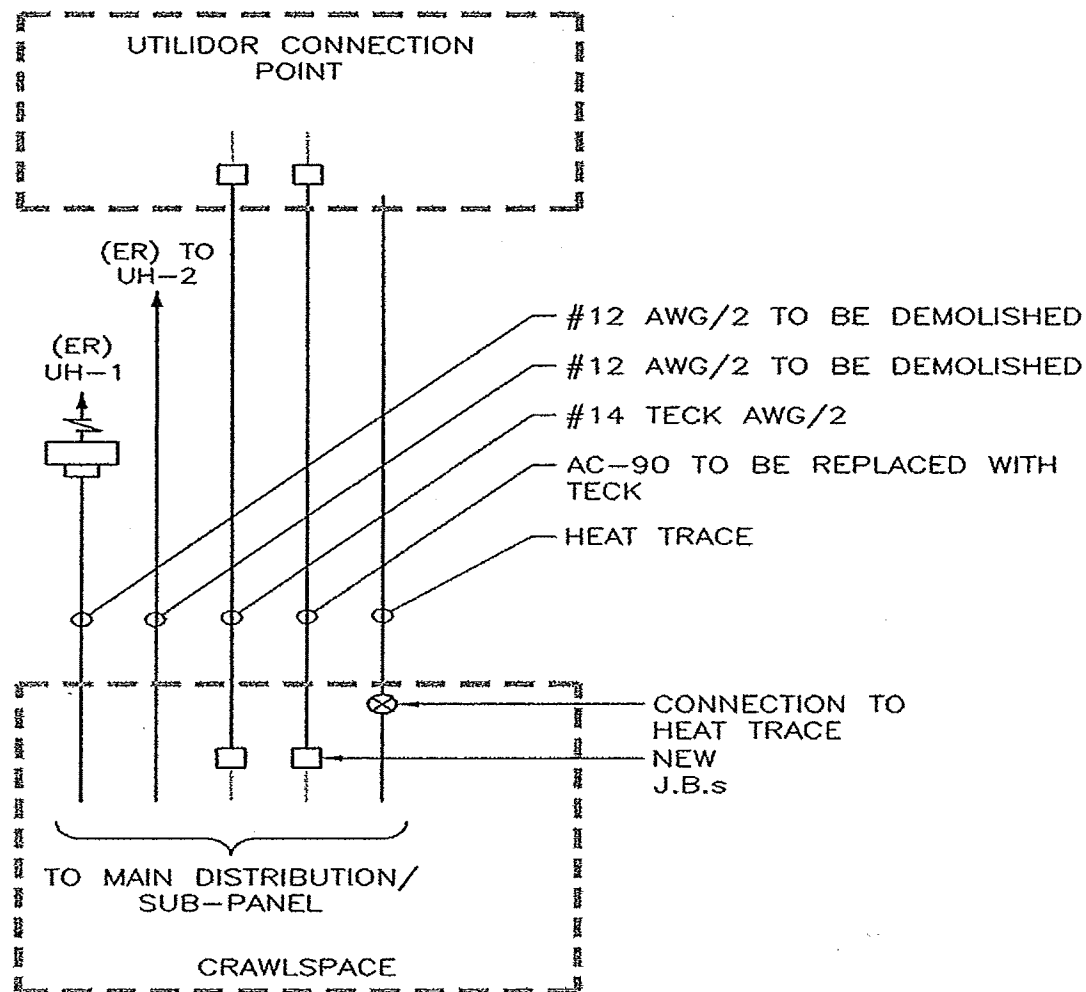 UTILIDOR CONNECTION
POINT
(ER) TO
UH-2
(ER)
UH-1
#12 AWG/2 TO BE DEMOLISHED
#12 AWG/2 TO BE DEMOLISHED
#14 TECK AWG/2
AC-90 TO BE REPLACED WITH
TECK
HEAT TRACE
CONNECTION TO
HEAT TRACE
NEW
J.B.s
TO MAIN DISTRIBUTION/
SUB-PANEL
CRAWLSPACE